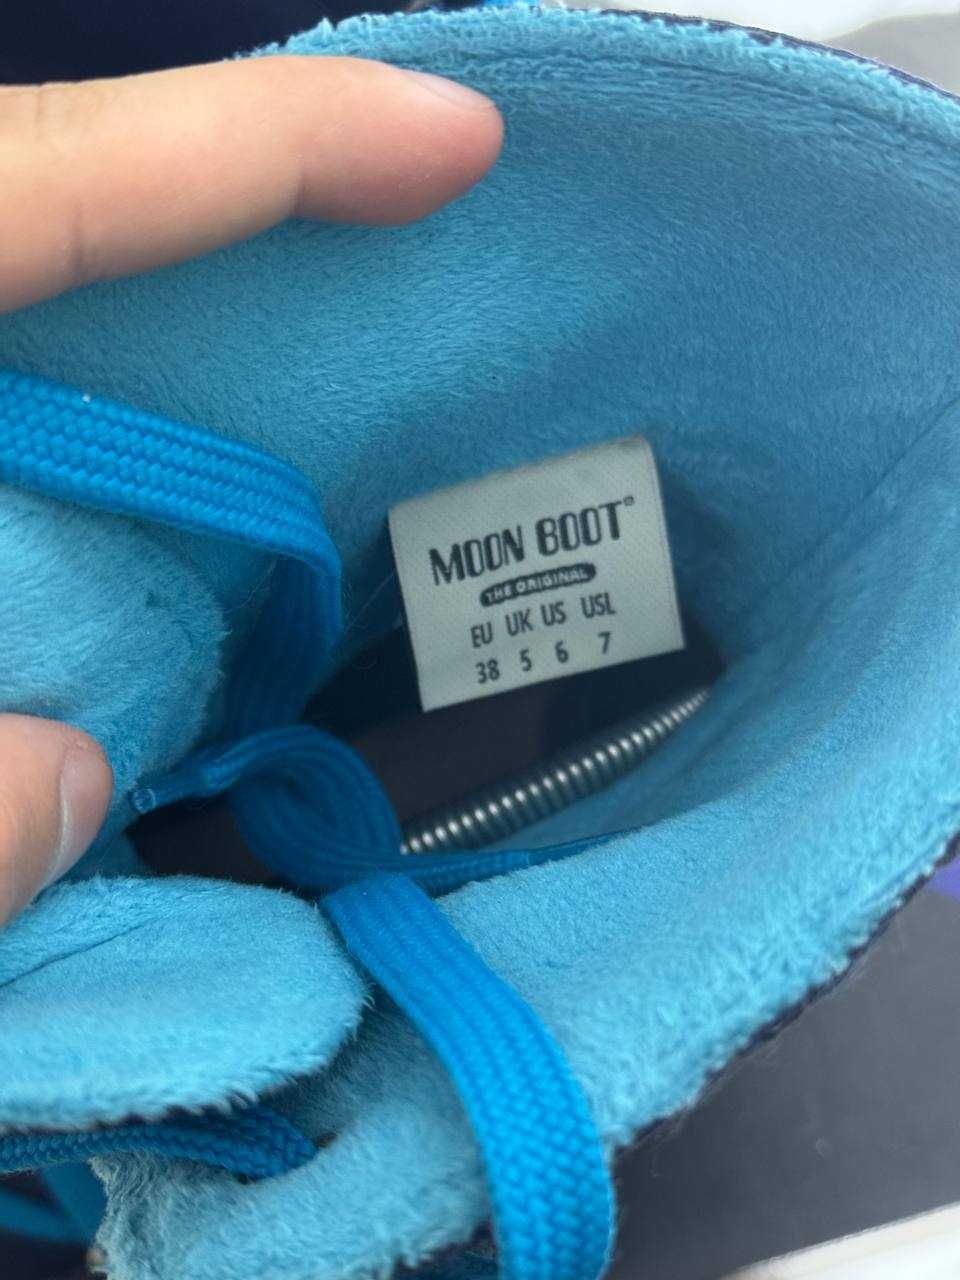 MOON BOOT®
THE ORIGINAL
EU UK US USL
38 5 6 7